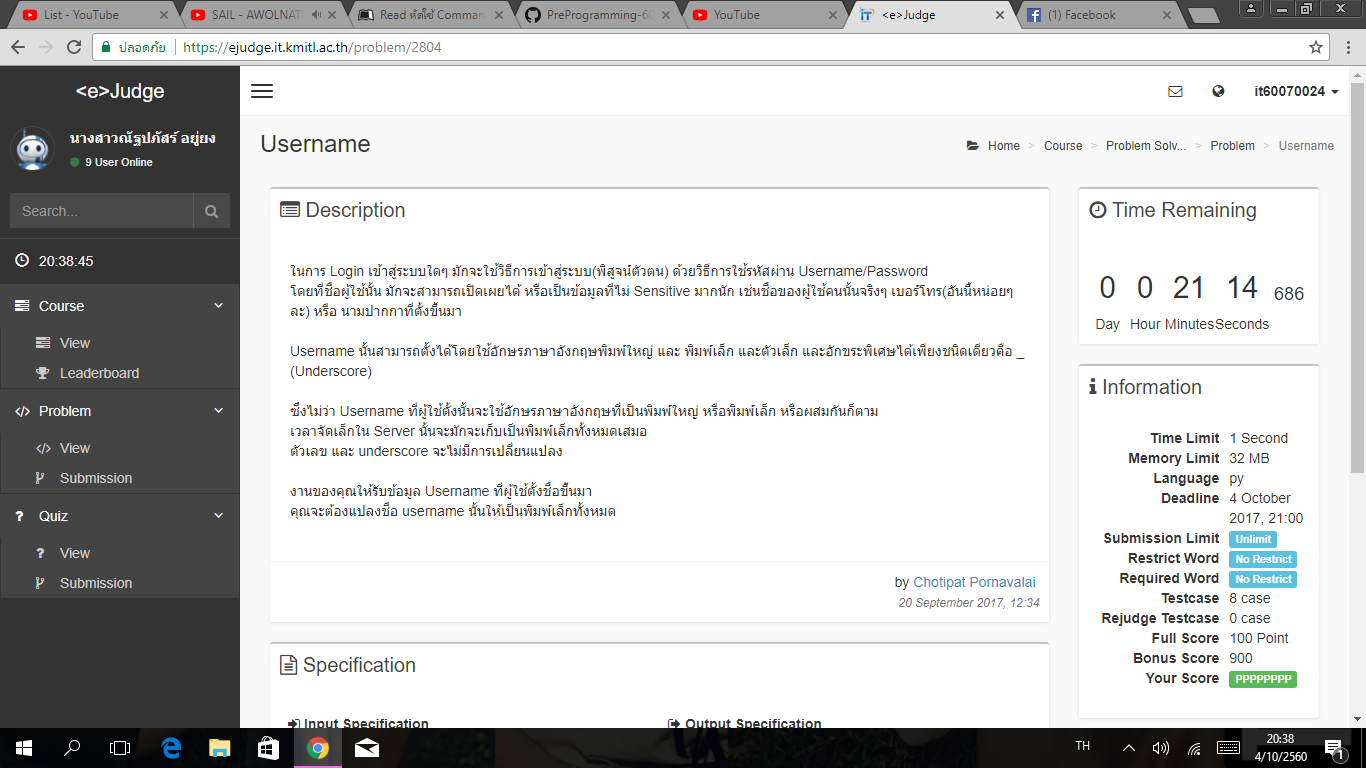 List - YouTube
SAIL - AWOLNAT
Read หัดใช้ Comman
PreProgramming-60
YouTube
<e>Judge
(1) Facebook
ปลอดภัย
https://ejudge.it.kmitl.ac.th/problem/2804
<e>Judge
นางสาวณัฐปภัสร์ อยู่ยง
9 User Online
Search...
20:38:45
Course
View
Leaderboard
Problem
View
Submission
Quiz
View
Submission
it60070024
Username
Home > Course > Problem Solv... > Problem > Username
Description
ในการ Login เข้าสู่ระบบใดๆ มักจะใช้วิธีการเข้าสู่ระบบ(พิสูจน์ตัวตน) ด้วยวิธีการใช้รหัสผ่าน Username/Password
โดยที่ชื่อผู้ใช้นั้น มักจะสามารถเปิดเผยได้ หรือเป็นข้อมูลที่ไม่ Sensitive มากนัก เช่นชื่อของผู้ใช้คนนั้นจริงๆ เบอร์โทร(อันนี้หน่อยๆ
ละ) หรือ นามปากกาที่ตั้งขึ้นมา
Username นั้นสามารถตั้งได้โดยใช้อักษรภาษาอังกฤษพิมพ์ใหญ่ และ พิมพ์เล็ก และตัวเล็ก และอักขระพิเศษได้เพียงชนิดเดียวคือ _
(Underscore)
ซึ่งไม่ว่า Username ที่ผู้ใช้ตั้งนั้นจะใช้อักษรภาษาอังกฤษที่เป็นพิมพ์ใหญ่ หรือพิมพ์เล็ก หรือผสมกันก็ตาม
เวลาจัดเล็กใน Server นั้นจะมักจะเก็บเป็นพิมพ์เล็กทั้งหมดเสมอ
ตัวเลข และ underscore จะไม่มีการเปลี่ยนแปลง
งานของคุณให้รับข้อมูล Username ที่ผู้ใช้ตั้งชื่อขึ้นมา
คุณจะต้องแปลงชื่อ username นั้นให้เป็นพิมพ์เล็กทั้งหมด
by Chotipat Pornavalai
20 September 2017, 12:34
Specification
Input Specification
Output Specification
Time Remaining
0 0 21 14 686
Day Hour Minutes Seconds
Information
Time Limit 1 Second
Memory Limit 32 MB
Language py
Deadline 4 October
2017, 21:00
Submission Limit Unlimit
Restrict Word No Restrict
Required Word No Restrict
Testcase 8 case
Rejudge Testcase 0 case
Full Score 100 Point
Bonus Score 900
Your Score PPPPPPPP
TH
20:38
4/10/2560
1